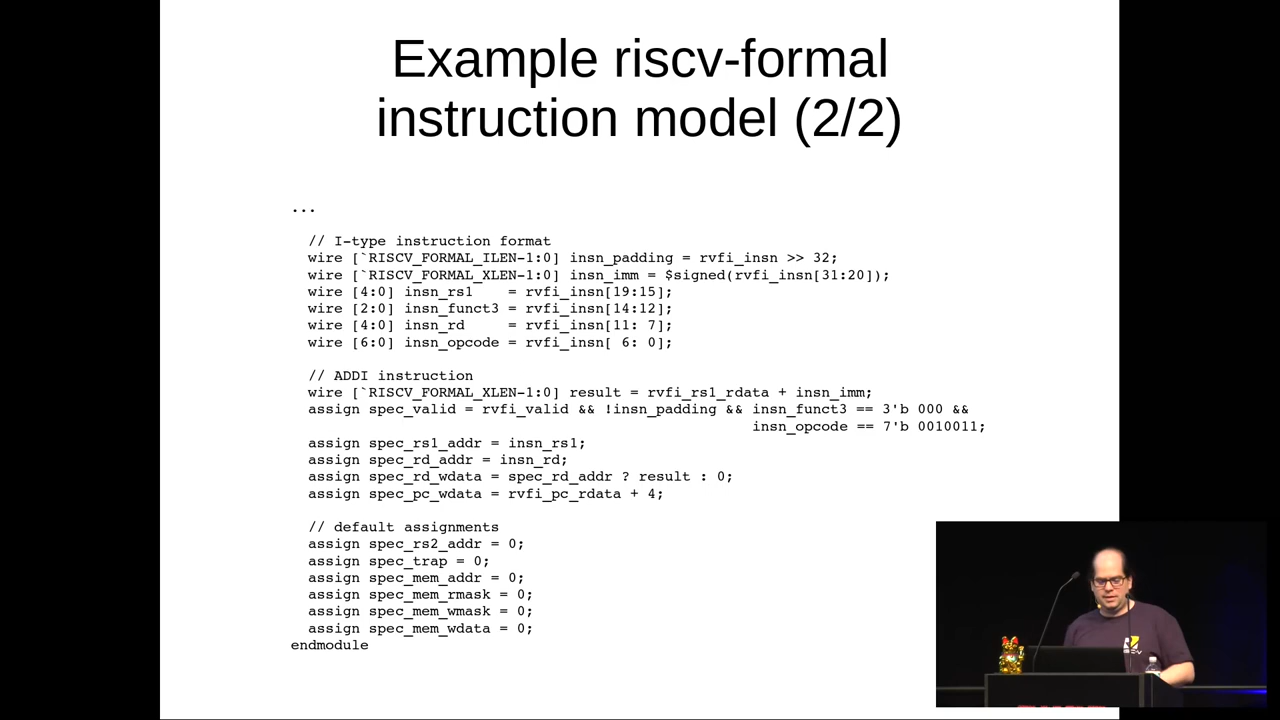 Example riscv-formal
instruction model (2/2)
...
// I-type instruction format
wire [`RISCV_FORMAL_ILEN-1:0] insn_padding = rvfi_insn >> 32;
wire [`RISCV_FORMAL_XLEN-1:0] insn_imm = $signed(rvfi_insn[31:20]);
wire [4:0] insn_rs1    = rvfi_insn[19:15];
wire [2:0] insn_funct3 = rvfi_insn[14:12];
wire [4:0] insn_rd     = rvfi_insn[11: 7];
wire [6:0] insn_opcode = rvfi_insn[ 6: 0];
// ADDI instruction
wire [`RISCV_FORMAL_XLEN-1:0] result = rvfi_rs1_rdata + insn_imm;
assign spec_valid = rvfi_valid && !insn_padding && insn_funct3 == 3'b 000 &&
insn_opcode == 7'b 0010011;
assign spec_rs1_addr = insn_rs1;
assign spec_rd_addr = insn_rd;
assign spec_rd_wdata = spec_rd_addr ? result : 0;
assign spec_pc_wdata = rvfi_pc_rdata + 4;
// default assignments
assign spec_rs2_addr = 0;
assign spec_trap = 0;
assign spec_mem_addr = 0;
assign spec_mem_rmask = 0;
assign spec_mem_wmask = 0;
assign spec_mem_wdata = 0;
endmodule